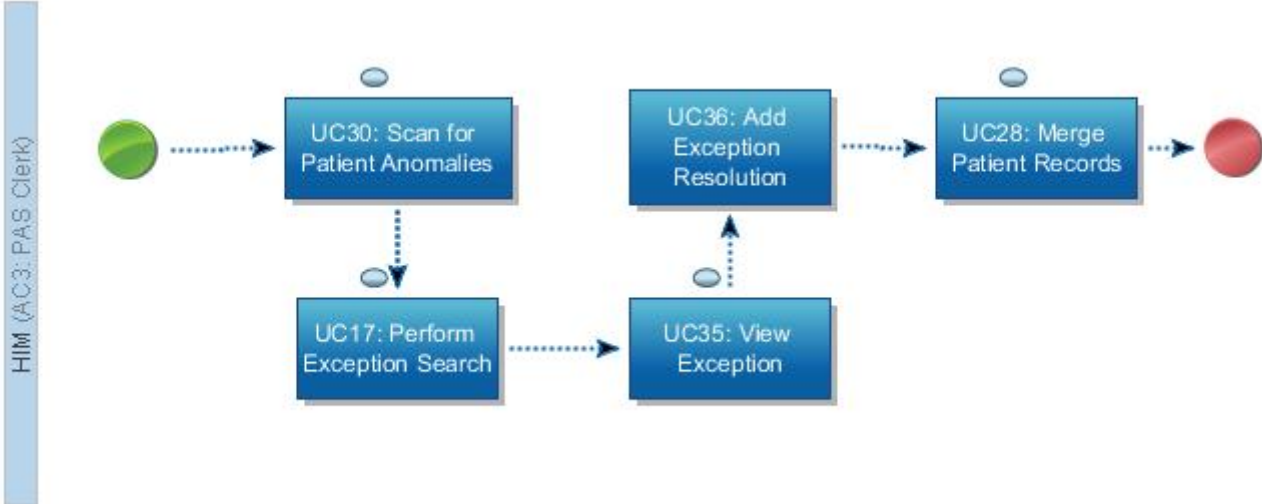 HIM (AC3: PAS Clerk)
UC30: Scan for
Patient Anomalies
UC17: Perform
Exception Search
UC35: View
Exception
UC36: Add
Exception
Resolution
UC28: Merge
Patient Records